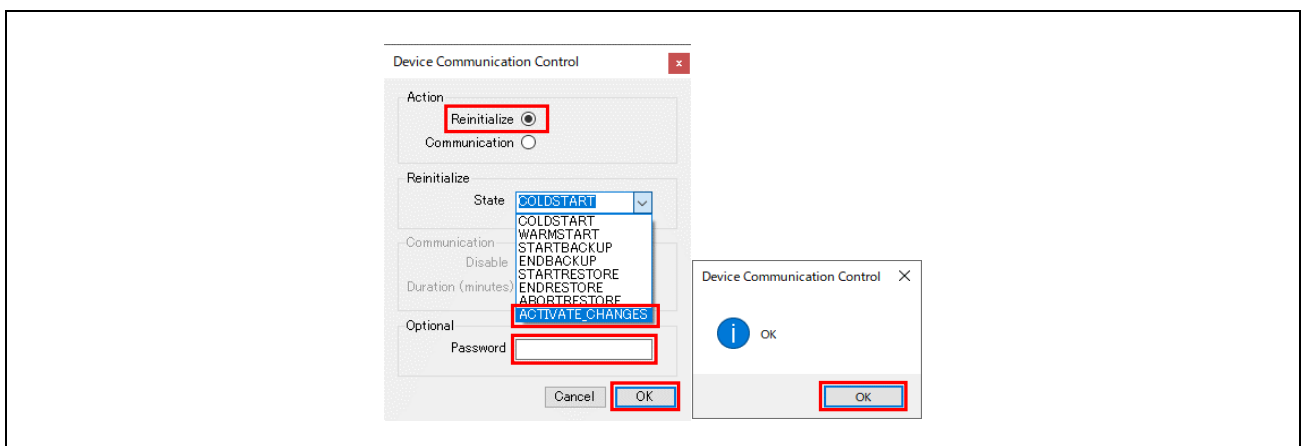 Device Communication Control
x
Action
Reinitialize
Communication
Reinitialize
State COLDSTART
COLDSTART
WARMSTART
STARTBACKUP
ENDBACKUP
STARTRESTORE
ENDRESTORE
ABORTRESTORE
ACTIVATE_CHANGES
Communication
Disable
Duration (minutes)
Optional
Password
Cancel OK
Device Communication Control
i OK
OK